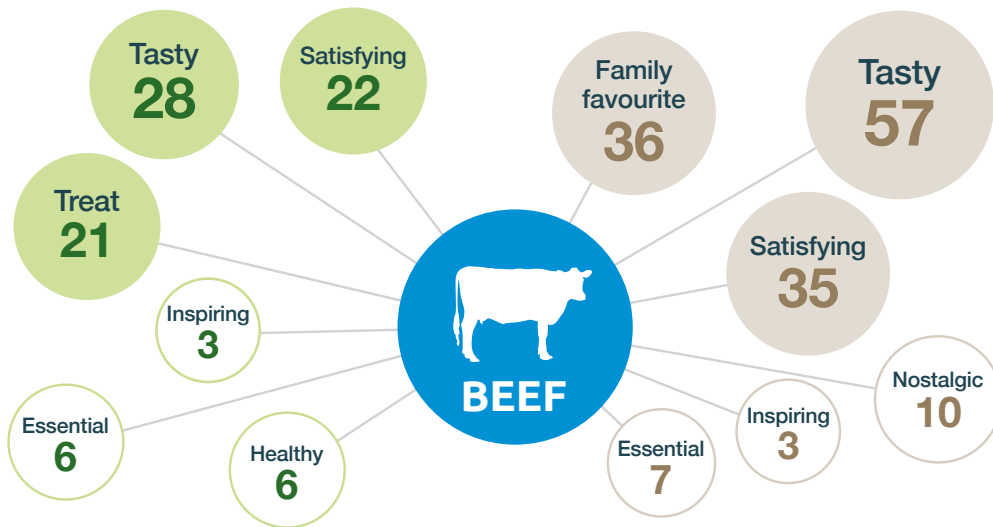 Tasty
28
Satisfying
22
Treat
21
Inspiring
3
Essential
6
Healthy
6
BEEF
Family
favourite
36
Tasty
57
Satisfying
35
Nostalgic
10
Inspiring
3
Essential
7